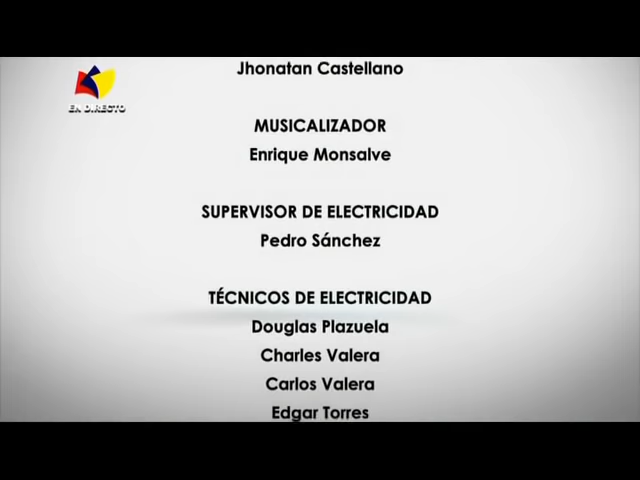 Jhonatan Castellano
EN DIRECTO
MUSICALIZADOR
Enrique Monsalve
SUPERVISOR DE ELECTRICIDAD
Pedro Sánchez
TÉCNICOS DE ELECTRICIDAD
Douglas Plazuela
Charles Valera
Carlos Valera
Edgar Torres